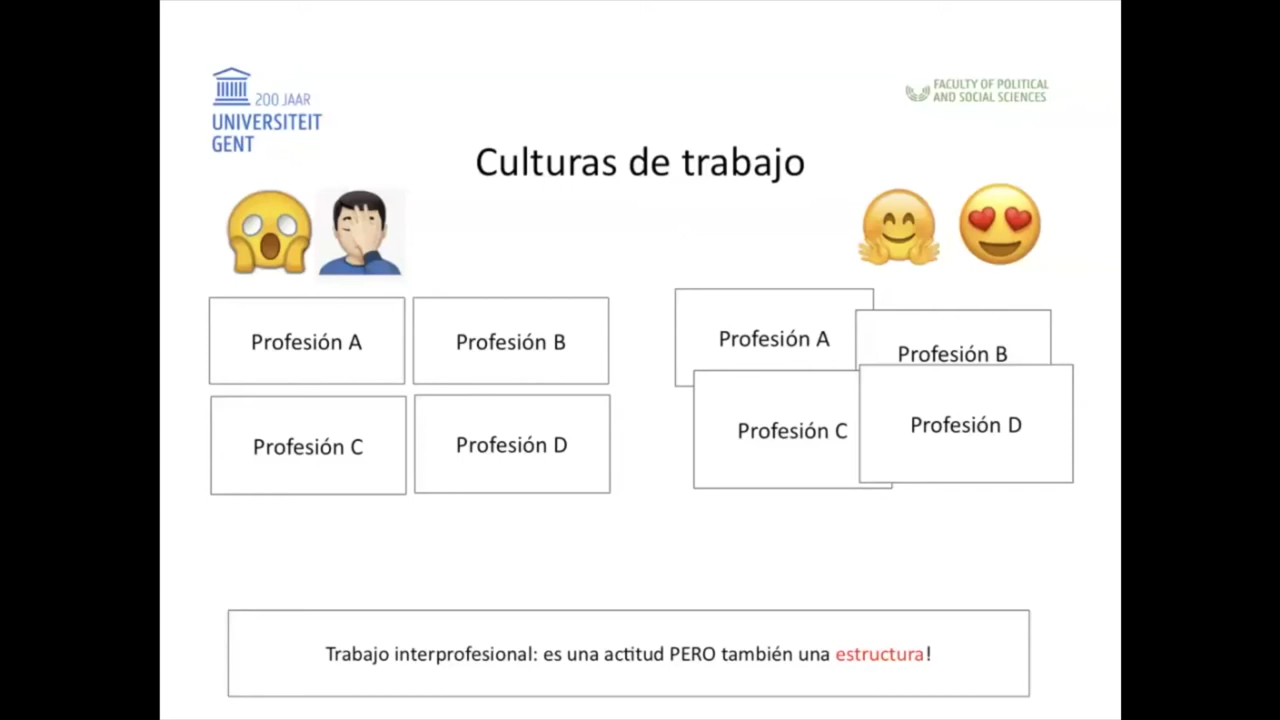 200 JAAR
UNIVERSITEIT
GENT
FACULTY OF POLITICAL
AND SOCIAL SCIENCES
Culturas de trabajo
Profesión A
Profesión B
Profesión C
Profesión D
Profesión A
Profesión B
Profesión C
Profesión D
Trabajo interprofesional: es una actitud PERO también una estructura!